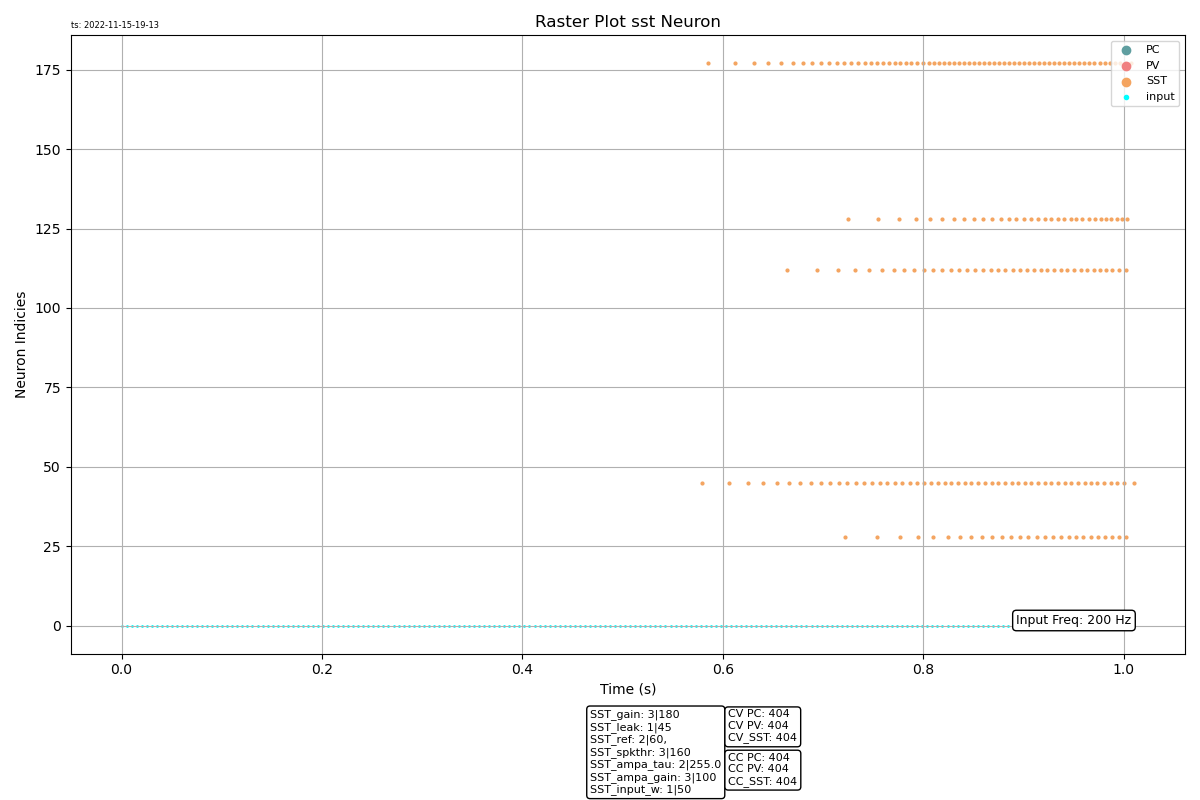 ts: 2022-11-15-19-13
Raster Plot sst Neuron
PC
PV
SST
input
175
150
125
100
75
50
25
0
Neuron Indicies
Input Freq: 200 Hz
0.0 0.2 0.4 0.6 0.8 1.0
Time (s)
SST_gain: 3|180
SST_leak: 1|45
SST_ref: 2|60,
SST_spkthr: 3|160
SST_ampa_tau: 2|255.0
SST_ampa_gain: 3|100
SST_input_w: 1|50
CV PC: 404
CV PV: 404
CV_SST: 404
CC PC: 404
CC PV: 404
CC_SST: 404